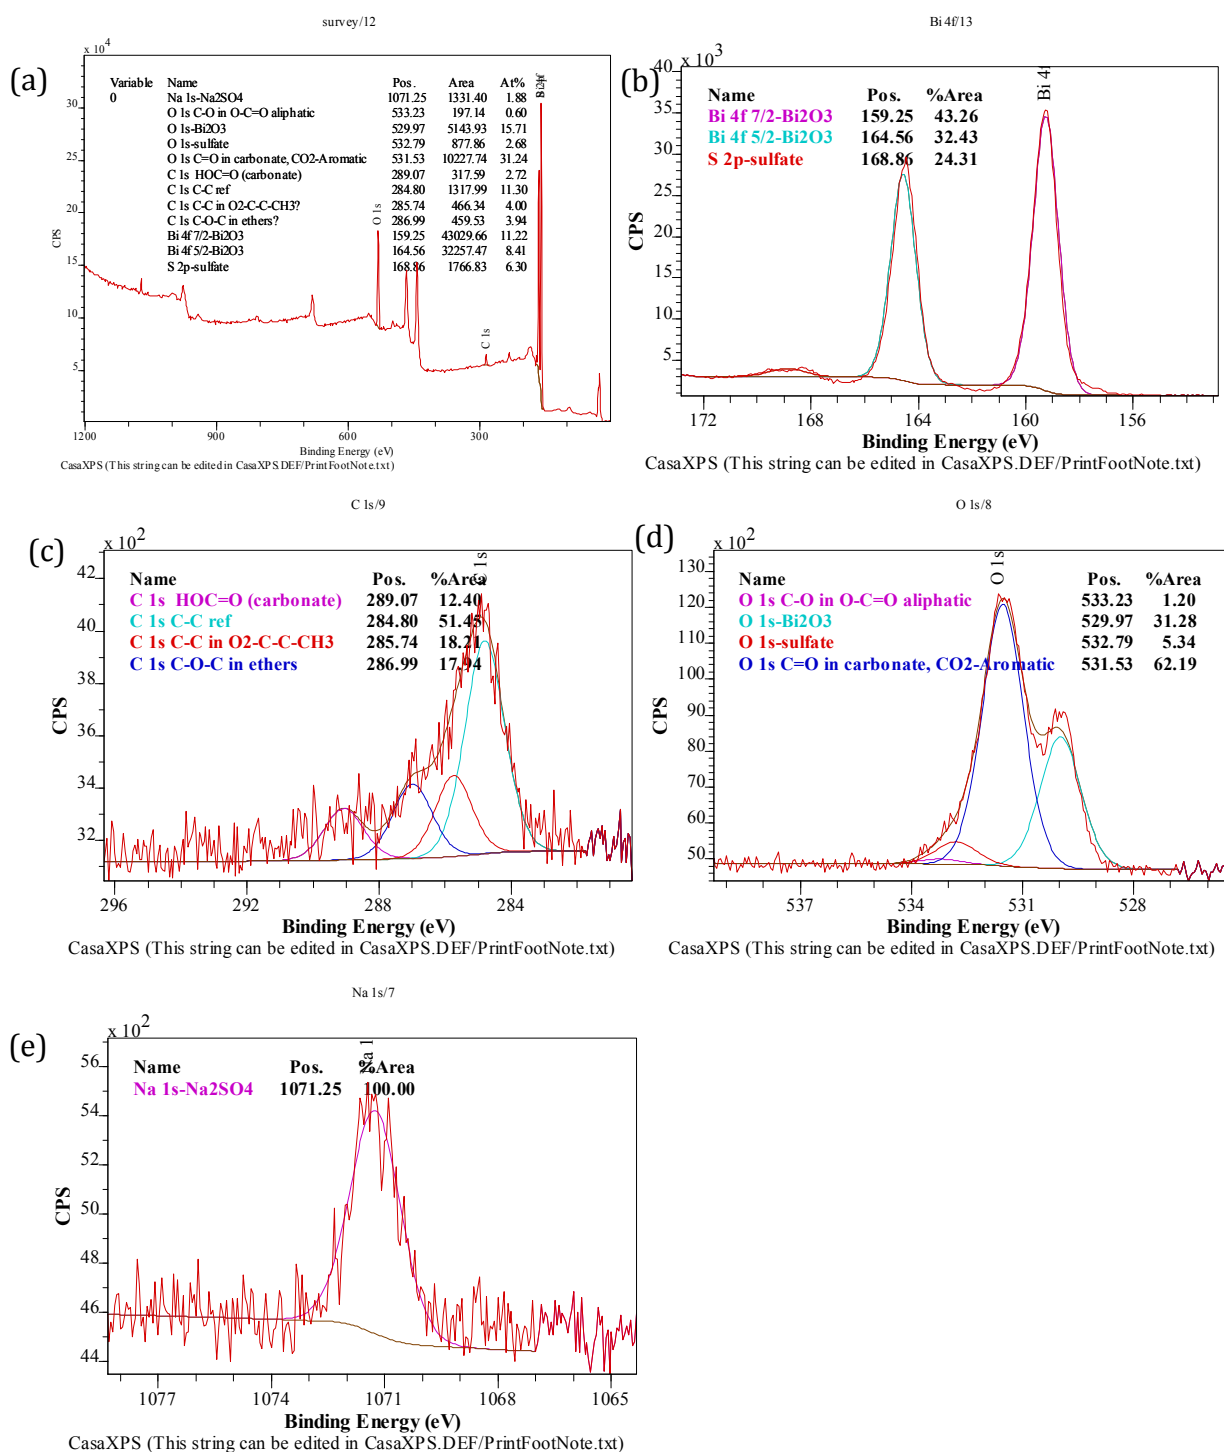 survey/12
(a)
x 10^4
Variable Name Pos. Area At%
0 Na 1s-Na2SO4 1071.25 1331.40 1.88
O 1s C-O in O-C=O aliphatic 533.23 197.14 0.60
O 1s-Bi2O3 529.97 5143.93 15.71
O 1s-sulfate 532.79 877.86 2.68
O 1s C=O in carbonate, CO2-Aromatic 531.53 10227.74 31.24
C 1s HOC=O (carbonate) 289.07 317.59 2.72
C 1s C-C ref 284.80 1317.99 11.30
C 1s C-C in O2-C-C-CH3? 285.74 466.34 4.00
C 1s C-O-C in ethers? 286.99 459.53 3.94
Bi 4f 7/2-Bi2O3 159.25 43029.66 11.22
Bi 4f 5/2-Bi2O3 164.56 32257.47 8.41
S 2p-sulfate 168.86 1766.83 6.30
O 1s
C 1s
30
25
20
15
10
5
CPS
1200 900 600 300
Binding Energy (eV)
CasaXPS (This string can be edited in CasaXPS.DEF/PrintFootNote.txt)
Bi 4f/13
(b)
x 10^3
Name Pos. %Area
Bi 4f 7/2-Bi2O3 159.25 43.26
Bi 4f 5/2-Bi2O3 164.56 32.43
S 2p-sulfate 168.86 24.31
Bi 4f
40
35
30
25
20
15
10
5
CPS
172 168 164 160 156
Binding Energy (eV)
CasaXPS (This string can be edited in CasaXPS.DEF/PrintFootNote.txt)
C 1s/9
(c)
x 10^2
Name Pos. %Area
C 1s HOC=O (carbonate) 289.07 12.40
C 1s C-C ref 284.80 51.45
C 1s C-C in O2-C-C-CH3 285.74 18.21
C 1s C-O-C in ethers 286.99 17.94
C 1s
42
40
38
36
34
32
CPS
296 292 288 284
Binding Energy (eV)
CasaXPS (This string can be edited in CasaXPS.DEF/PrintFootNote.txt)
O 1s/8
(d)
x 10^2
Name Pos. %Area
O 1s C-O in O-C=O aliphatic 533.23 1.20
O 1s-Bi2O3 529.97 31.28
O 1s-sulfate 532.79 5.34
O 1s C=O in carbonate, CO2-Aromatic 531.53 62.19
O 1s
130
120
110
100
90
80
70
60
50
CPS
537 534 531 528
Binding Energy (eV)
CasaXPS (This string can be edited in CasaXPS.DEF/PrintFootNote.txt)
Na 1s/7
(e)
x 10^2
Name Pos. %Area
Na 1s-Na2SO4 1071.25 100.00
Na 1
56
54
52
50
48
46
44
CPS
1077 1074 1071 1068 1065
Binding Energy (eV)
CasaXPS (This string can be edited in CasaXPS.DEF/PrintFootNote.txt)